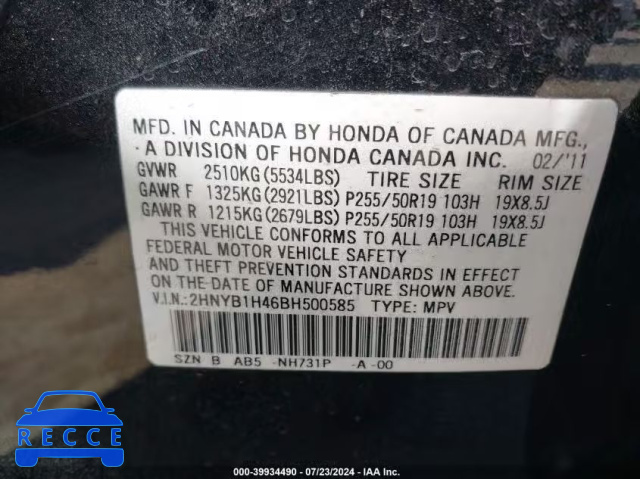 MFD. IN CANADA BY HONDA OF CANADA MFG.,
A DIVISION OF HONDA CANADA INC. 02/'11
GVWR 2510KG(5534LBS) TIRE SIZE RIM SIZE
GAWR F 1325KG(2921LBS) P255/50R19 103H 19X8.5J
GAWR R 1215KG(2679LBS) P255/50R19 103H 19X8.5J
THIS VEHICLE CONFORMS TO ALL APPLICABLE
FEDERAL MOTOR VEHICLE SAFETY
AND THEFT PREVENTION STANDARDS IN EFFECT
ON THE DATE OF MANUFACTURE SHOWN ABOVE.
V.I.N.:2HNYB1H46BH500585 TYPE: MPV
SZN B AB5 -NH731P -A-00
RECCE
000-39934490 - 07/23/2024 - IAA Inc.